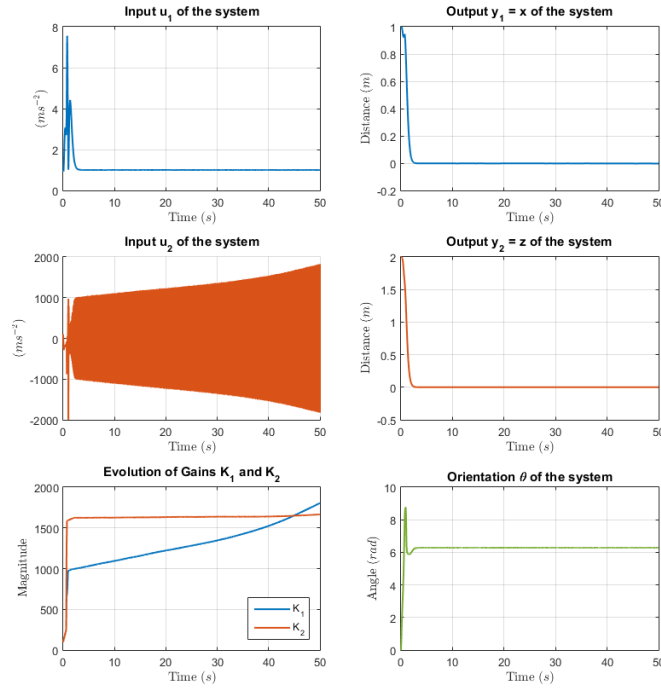 Input u₁ of the system
8
6
4
2
0
(ms⁻²)
0 10 20 30 40 50
Time (s)
Output y₁ = x of the system
1
0.8
0.6
0.4
0.2
0
-0.2
Distance (m)
0 10 20 30 40 50
Time (s)
Input u₂ of the system
2000
1000
0
-1000
-2000
(ms⁻²)
0 10 20 30 40 50
Time (s)
Output y₂ = z of the system
2
1.5
1
0.5
0
-0.5
Distance (m)
0 10 20 30 40 50
Time (s)
Evolution of Gains K₁ and K₂
2000
1500
1000
500
0
Magnitude
K₁
K₂
0 10 20 30 40 50
Time (s)
Orientation θ of the system
10
8
6
4
2
0
Angle (rad)
0 10 20 30 40 50
Time (s)